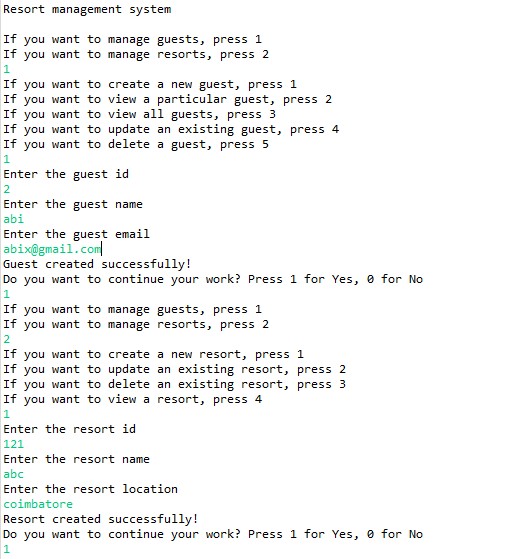 Resort management system
If you want to manage guests, press 1
If you want to manage resorts, press 2
1
If you want to create a new guest, press 1
If you want to view a particular guest, press 2
If you want to view all guests, press 3
If you want to update an existing guest, press 4
If you want to delete a guest, press 5
1
Enter the guest id
2
Enter the guest name
abi
Enter the guest email
abix@gmail.com
Guest created successfully!
Do you want to continue your work? Press 1 for Yes, 0 for No
1
If you want to manage guests, press 1
If you want to manage resorts, press 2
2
If you want to create a new resort, press 1
If you want to update an existing resort, press 2
If you want to delete an existing resort, press 3
If you want to view a resort, press 4
1
Enter the resort id
121
Enter the resort name
abc
Enter the resort location
coimbatore
Resort created successfully!
Do you want to continue your work? Press 1 for Yes, 0 for No
1